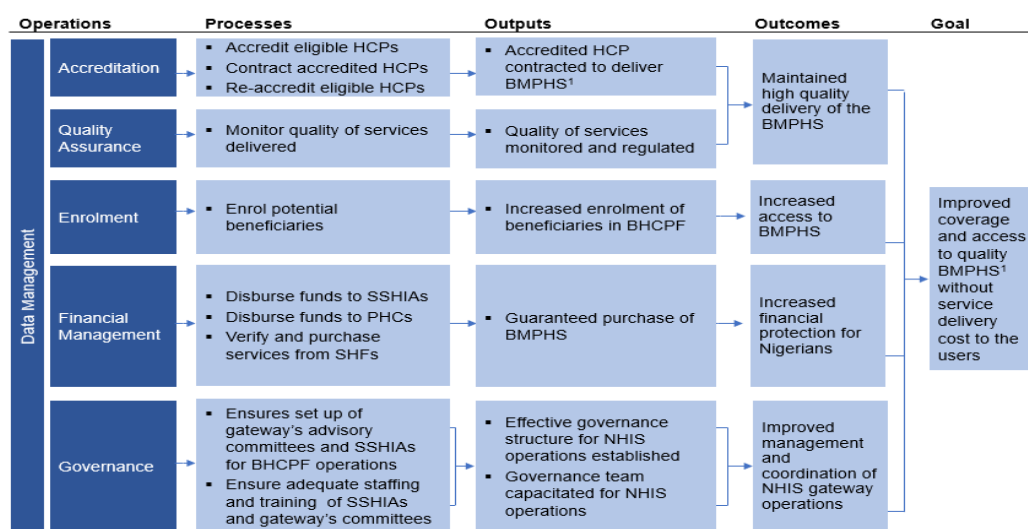 Operations
Processes
Outputs
Outcomes
Goal
Data Management
Accreditation
▪ Accredit eligible HCPs
▪ Contract accredited HCPs
▪ Re-accredit eligible HCPs
▪ Accredited HCP
contracted to deliver
BMPHS¹
Maintained
high quality
delivery of the
BMPHS
Quality
Assurance
▪ Monitor quality of services
delivered
▪ Quality of services
monitored and regulated
Enrolment
▪ Enrol potential
beneficiaries
▪ Increased enrolment of
beneficiaries in BHCPF
Increased
access to
BMPHS
Financial
Management
▪ Disburse funds to SSHIAs
▪ Disburse funds to PHCs
▪ Verify and purchase
services from SHFs
▪ Guaranteed purchase of
BMPHS
Increased
financial
protection for
Nigerians
Governance
▪ Ensures set up of
gateway’s advisory
committees and SSHIAs
for BHCPF operations
▪ Ensure adequate staffing
and training of SSHIAs
and gateway’s committees
▪ Effective governance
structure for NHIS
operations established
▪ Governance team
capacitated for NHIS
operations
Improved
management
and
coordination of
NHIS gateway
operations
Improved
coverage
and access
to quality
BMPHS¹
without
service
delivery
cost to the
users